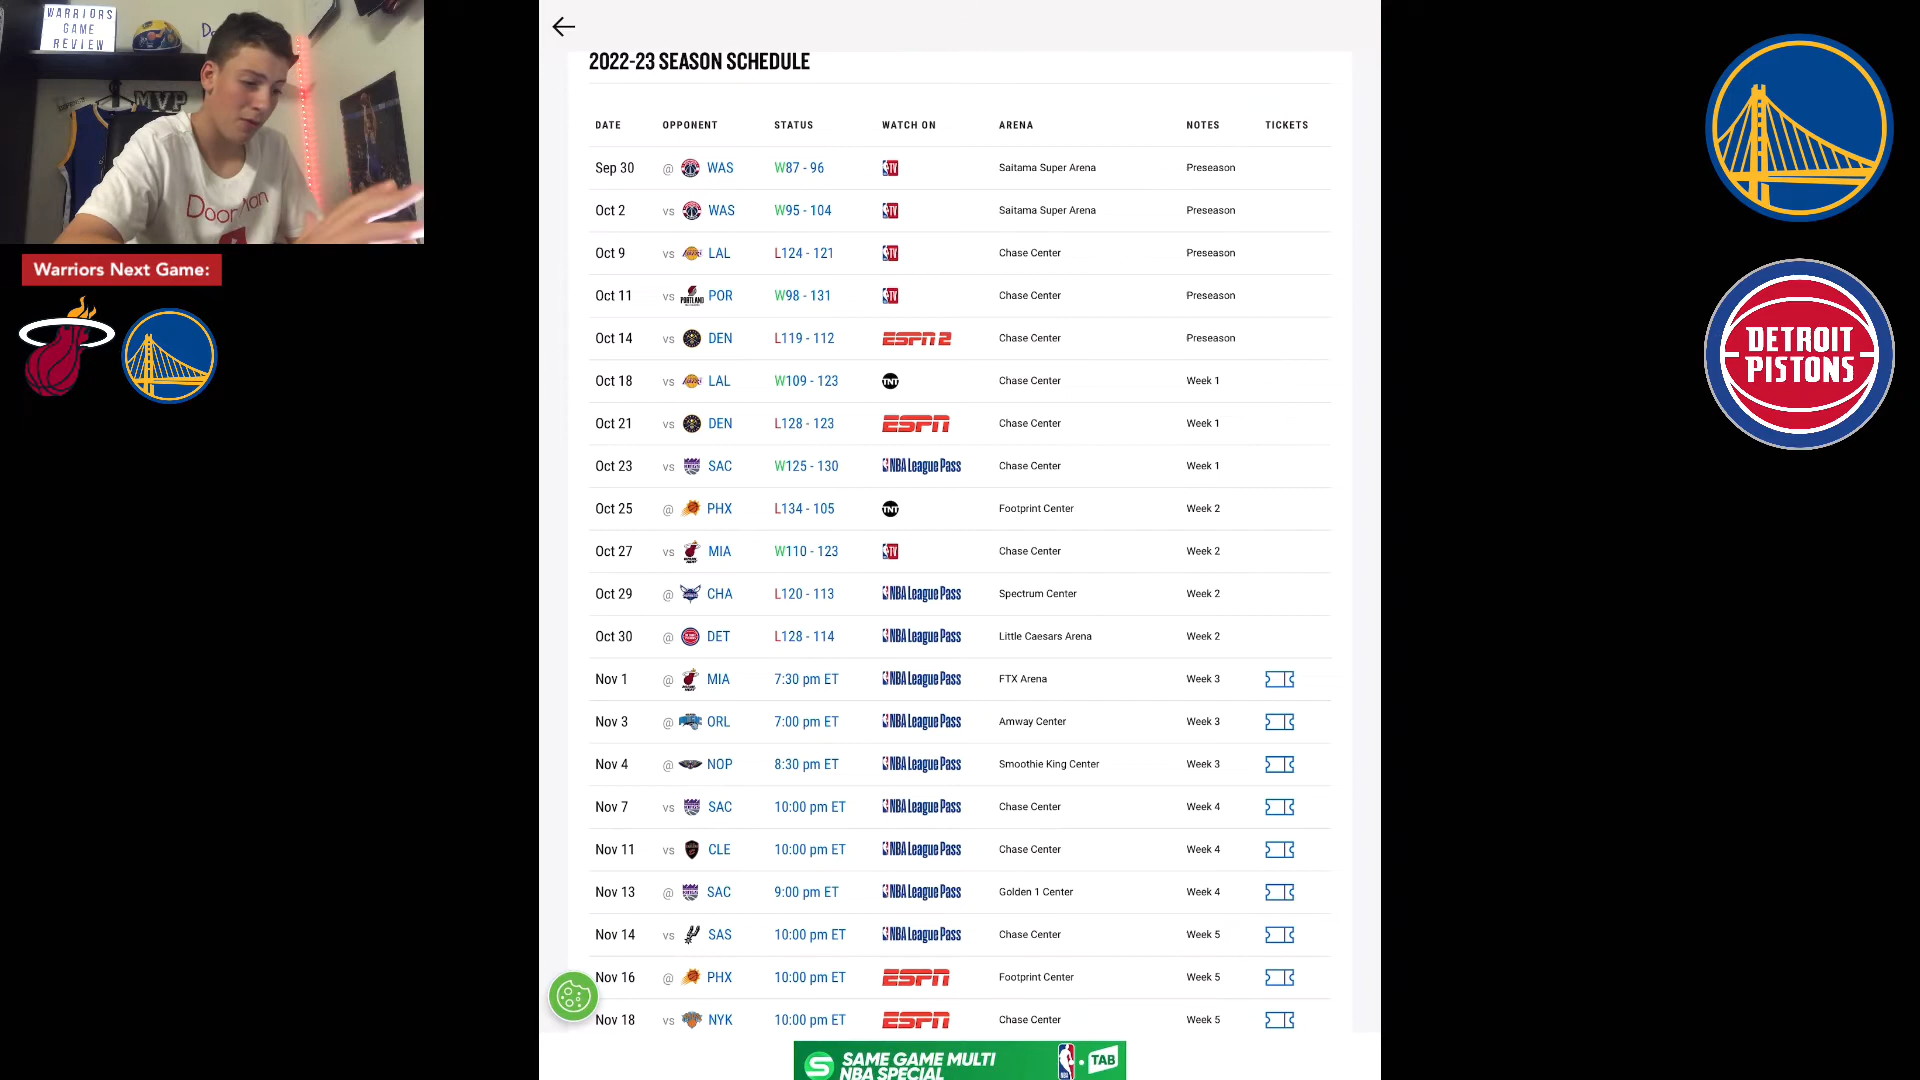 WARRIORS
GAME
REVIEW
MVP
Warriors Next Game:
2022-23 SEASON SCHEDULE
DATE OPPONENT STATUS WATCH ON ARENA NOTES TICKETS
Sep 30 @ WAS W87 - 96 TV Saitama Super Arena Preseason
Oct 2 vs WAS W95 - 104 TV Saitama Super Arena Preseason
Oct 9 vs LAL L124 - 121 TV Chase Center Preseason
Oct 11 vs PORTLAND POR W98 - 131 TV Chase Center Preseason
Oct 14 vs DEN L119 - 112 ESPN 2 Chase Center Preseason
Oct 18 vs LAL W109 - 123 TNT Chase Center Week 1
Oct 21 vs DEN L128 - 123 ESPN Chase Center Week 1
Oct 23 vs SAC W125 - 130 NBA League Pass Chase Center Week 1
Oct 25 @ PHX L134 - 105 TNT Footprint Center Week 2
Oct 27 vs MIA W110 - 123 TV Chase Center Week 2
Oct 29 @ CHA L120 - 113 NBA League Pass Spectrum Center Week 2
Oct 30 @ DET L128 - 114 NBA League Pass Little Caesars Arena Week 2
Nov 1 @ MIA 7:30 pm ET NBA League Pass FTX Arena Week 3
Nov 3 @ ORL 7:00 pm ET NBA League Pass Amway Center Week 3
Nov 4 @ NOP 8:30 pm ET NBA League Pass Smoothie King Center Week 3
Nov 7 vs SAC 10:00 pm ET NBA League Pass Chase Center Week 4
Nov 11 vs CLE 10:00 pm ET NBA League Pass Chase Center Week 4
Nov 13 @ SAC 9:00 pm ET NBA League Pass Golden 1 Center Week 4
Nov 14 vs SAS 10:00 pm ET NBA League Pass Chase Center Week 5
Nov 16 @ PHX 10:00 pm ET ESPN Footprint Center Week 5
Nov 18 vs NYK 10:00 pm ET ESPN Chase Center Week 5
SAME GAME MULTI
NBA SPECIAL
NBA TAB
DETROIT
PISTONS